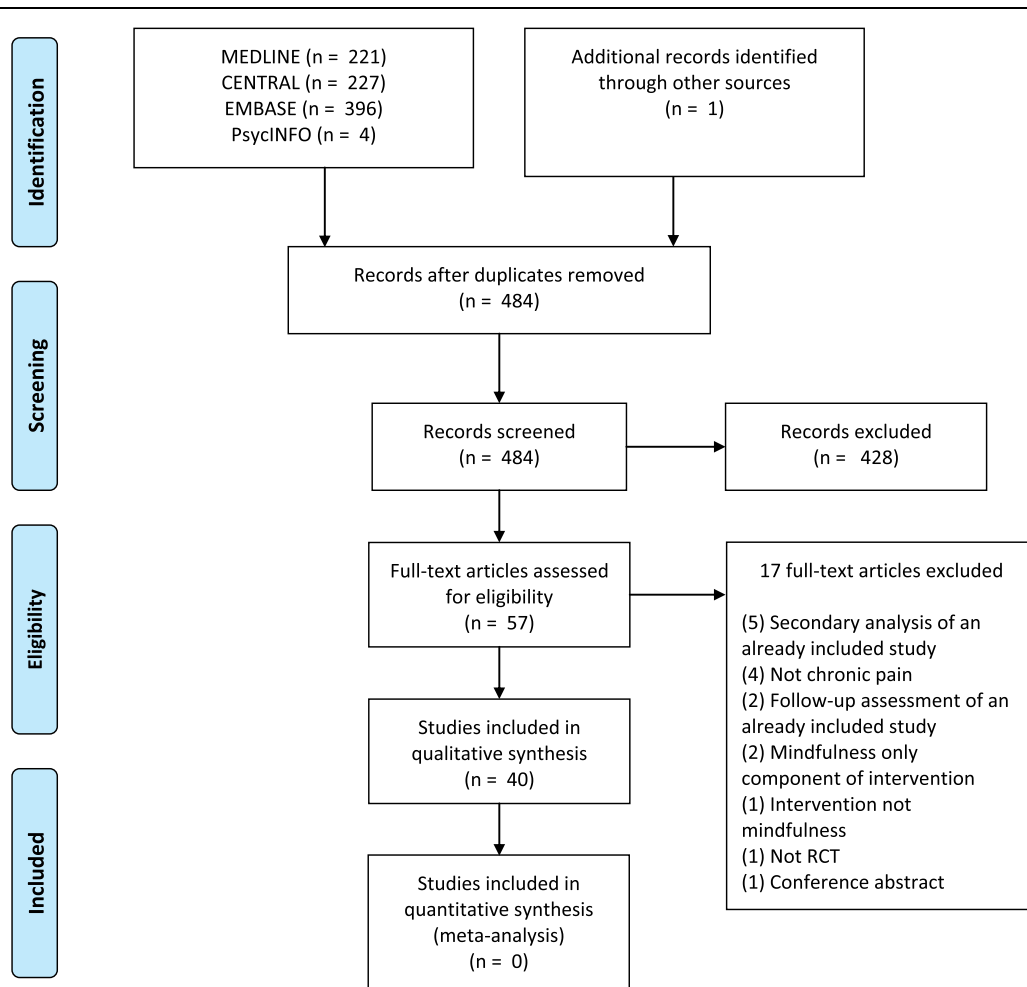 Identification
MEDLINE (n = 221)
CENTRAL (n = 227)
EMBASE (n = 396)
PsycINFO (n = 4)
Additional records identified
through other sources
(n = 1)
Records after duplicates removed
(n = 484)
Screening
Records screened
(n = 484)
Records excluded
(n = 428)
Eligibility
Full-text articles assessed
for eligibility
(n = 57)
17 full-text articles excluded
(5) Secondary analysis of an
already included study
(4) Not chronic pain
(2) Follow-up assessment of an
already included study
(2) Mindfulness only
component of intervention
(1) Intervention not
mindfulness
(1) Not RCT
(1) Conference abstract
Studies included in
qualitative synthesis
(n = 40)
Included
Studies included in
quantitative synthesis
(meta-analysis)
(n = 0)